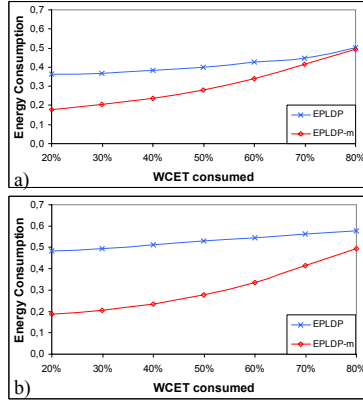 0,7
0,6
0,5
0,4
0,3
0,2
0,1
0,0
Energy Consumption
EPLDP
EPLDP-m
20% 30% 40% 50% 60% 70% 80%
WCET consumed
a)
0,7
0,6
0,5
0,4
0,3
0,2
0,1
0,0
Energy Consumption
EPLDP
EPLDP-m
20% 30% 40% 50% 60% 70% 80%
WCET consumed
b)